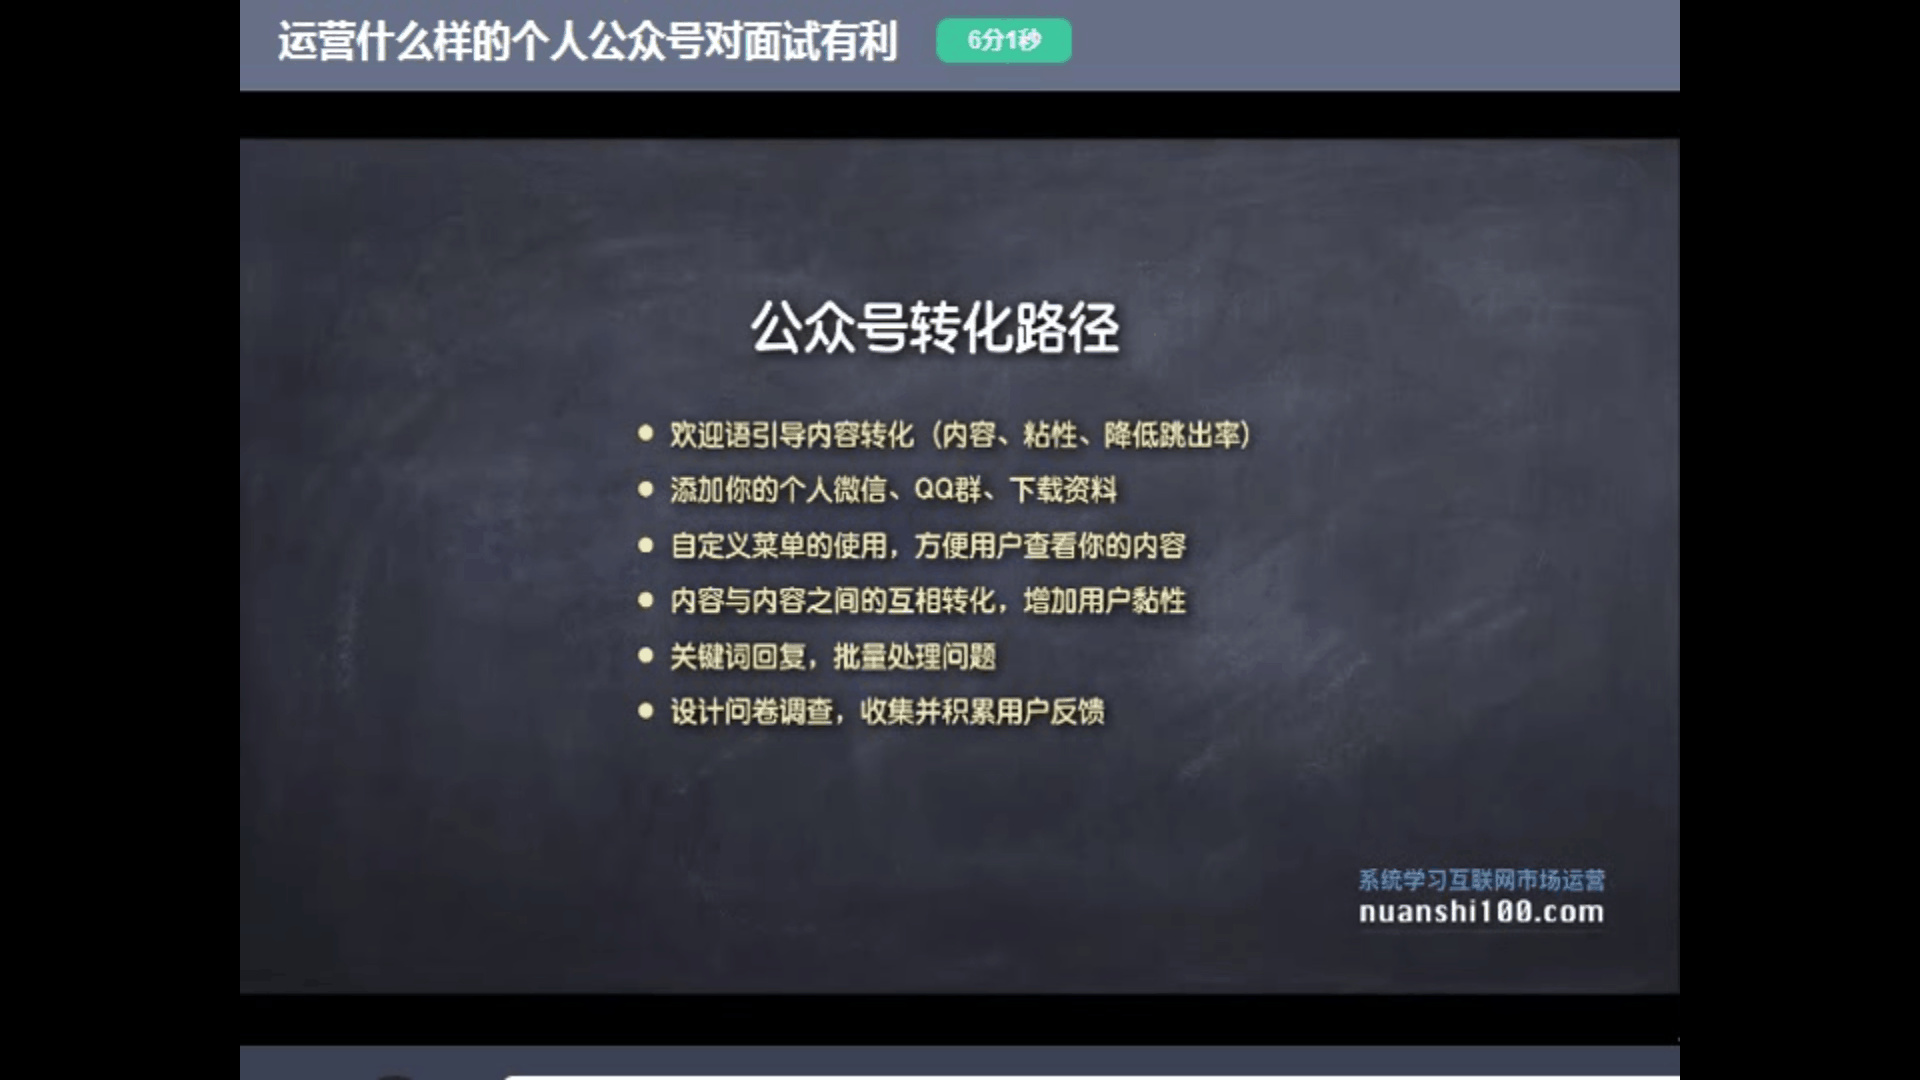 运营什么样的个人公众号对面试有利 6分1秒
公众号转化路径
● 欢迎语引导内容转化（内容、粘性、降低跳出率）
● 添加你的个人微信、QQ群、下载资料
● 自定义菜单的使用，方便用户查看你的内容
● 内容与内容之间的互相转化，增加用户黏性
● 关键词回复，批量处理问题
● 设计问卷调查，收集并积累用户反馈
系统学习互联网市场运营
nuanshi100.com